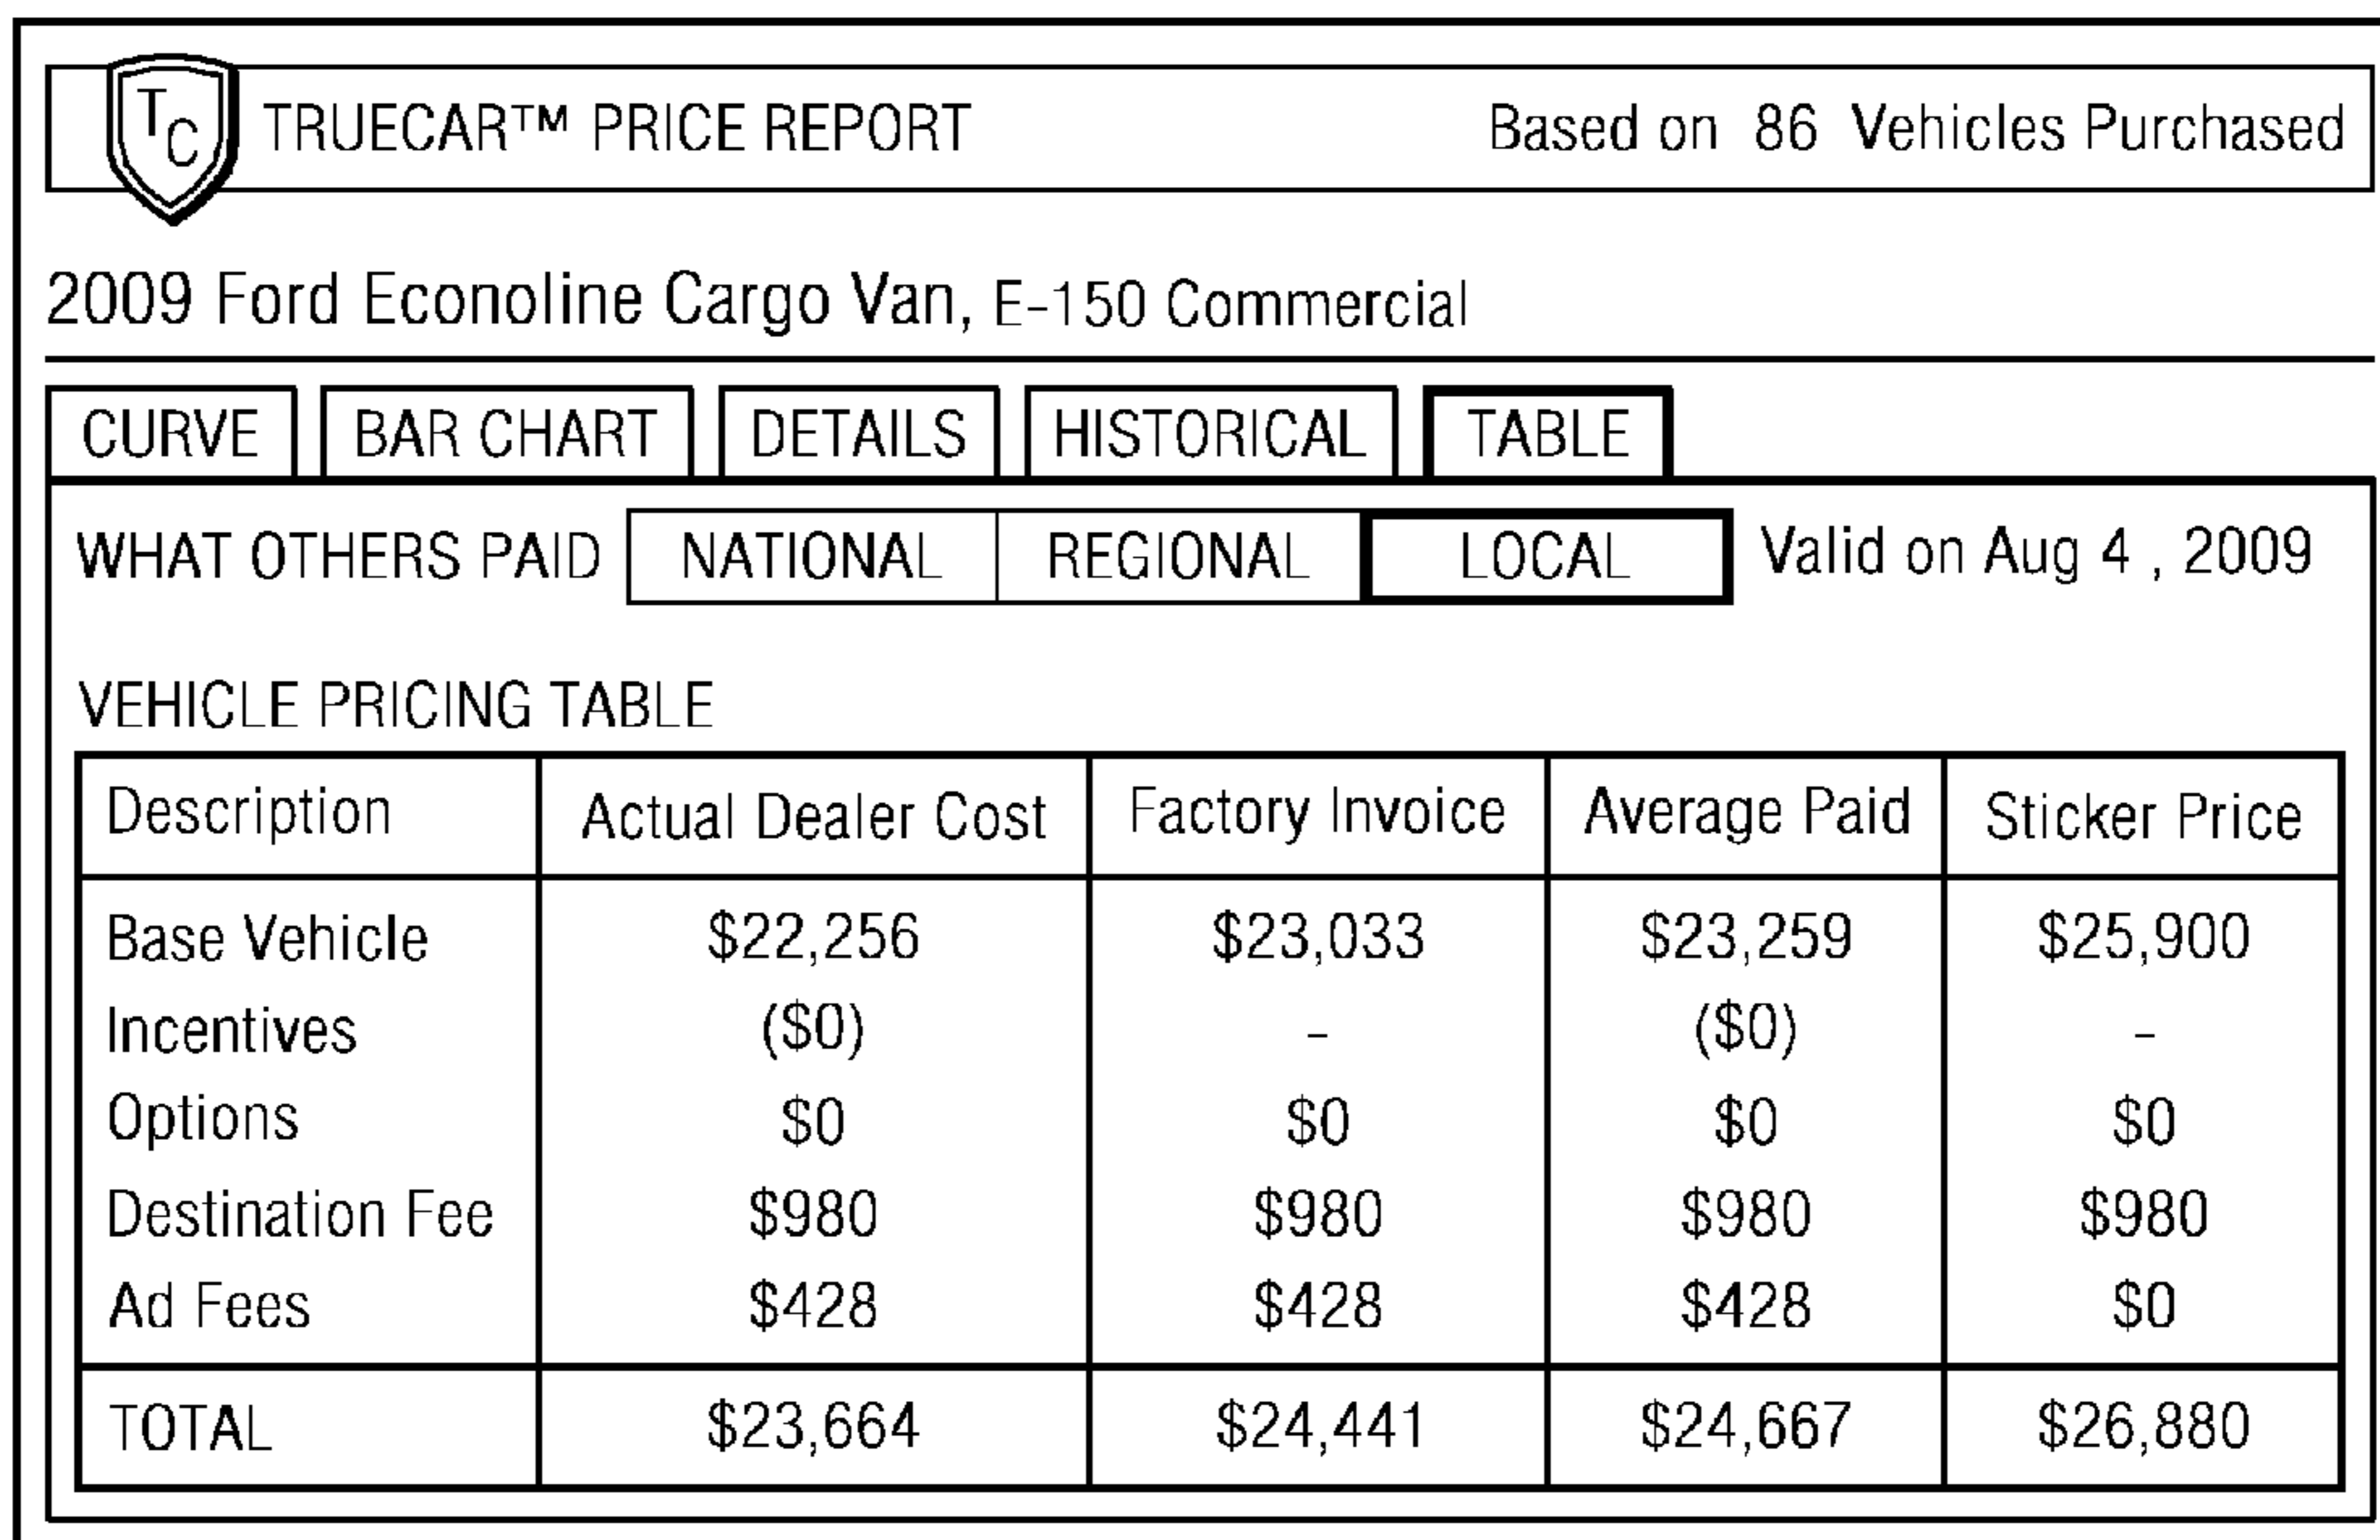 TC TRUECAR™ PRICE REPORT Based on 86 Vehicles Purchased
2009 Ford Econoline Cargo Van, E-150 Commercial
CURVE BAR CHART DETAILS HISTORICAL TABLE
WHAT OTHERS PAID NATIONAL REGIONAL LOCAL Valid on Aug 4 , 2009
VEHICLE PRICING TABLE
Description Actual Dealer Cost Factory Invoice Average Paid Sticker Price
Base Vehicle $22,256 $23,033 $23,259 $25,900
Incentives ($0) - ($0) -
Options $0 $0 $0 $0
Destination Fee $980 $980 $980 $980
Ad Fees $428 $428 $428 $0
TOTAL $23,664 $24,441 $24,667 $26,880